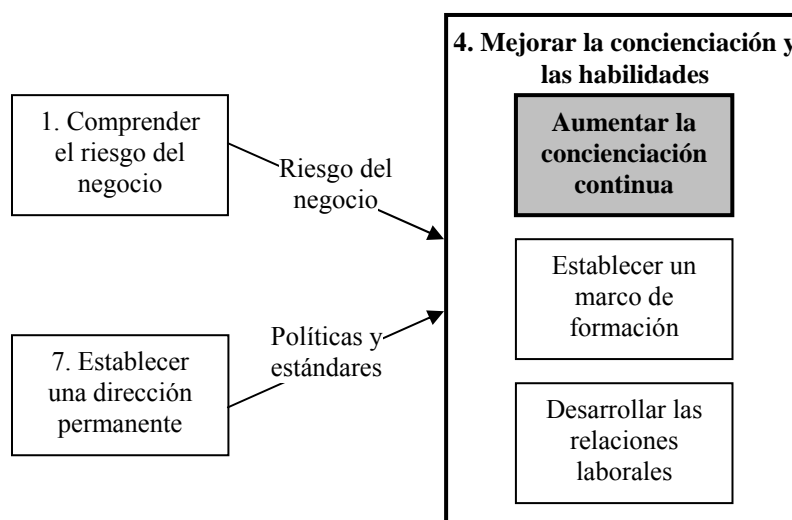 4. Mejorar la concienciación y
las habilidades
1. Comprender
el riesgo del
negocio
Riesgo del
negocio
Aumentar la
concienciación
continua
Establecer un
marco de
formación
7. Establecer
una dirección
permanente
Políticas y
estándares
Desarrollar las
relaciones
laborales